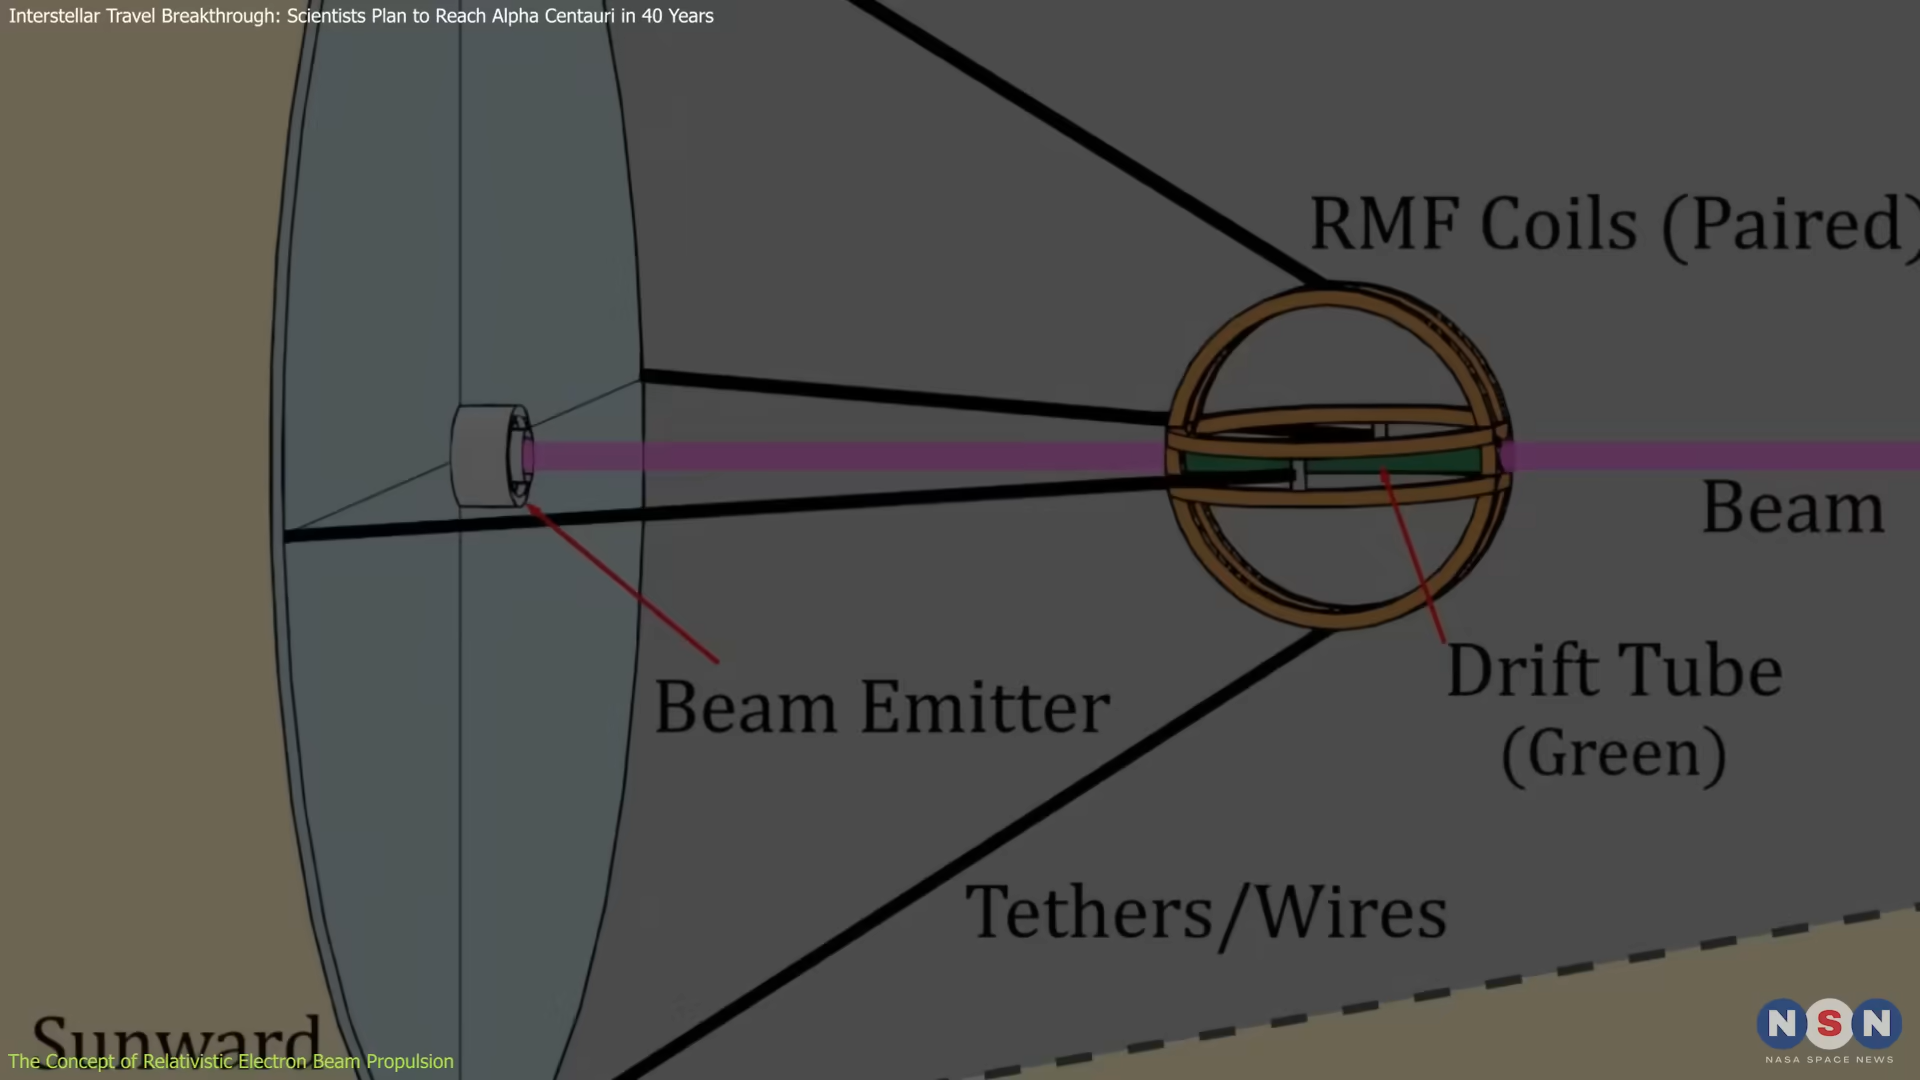 Interstellar Travel Breakthrough: Scientists Plan to Reach Alpha Centauri in 40 Years
RMF Coils (Paired)
Beam
Drift Tube
(Green)
Beam Emitter
Tethers/Wires
Sunward
The Concept of Relativistic Electron Beam Propulsion
NSN
NASA SPACE NEWS